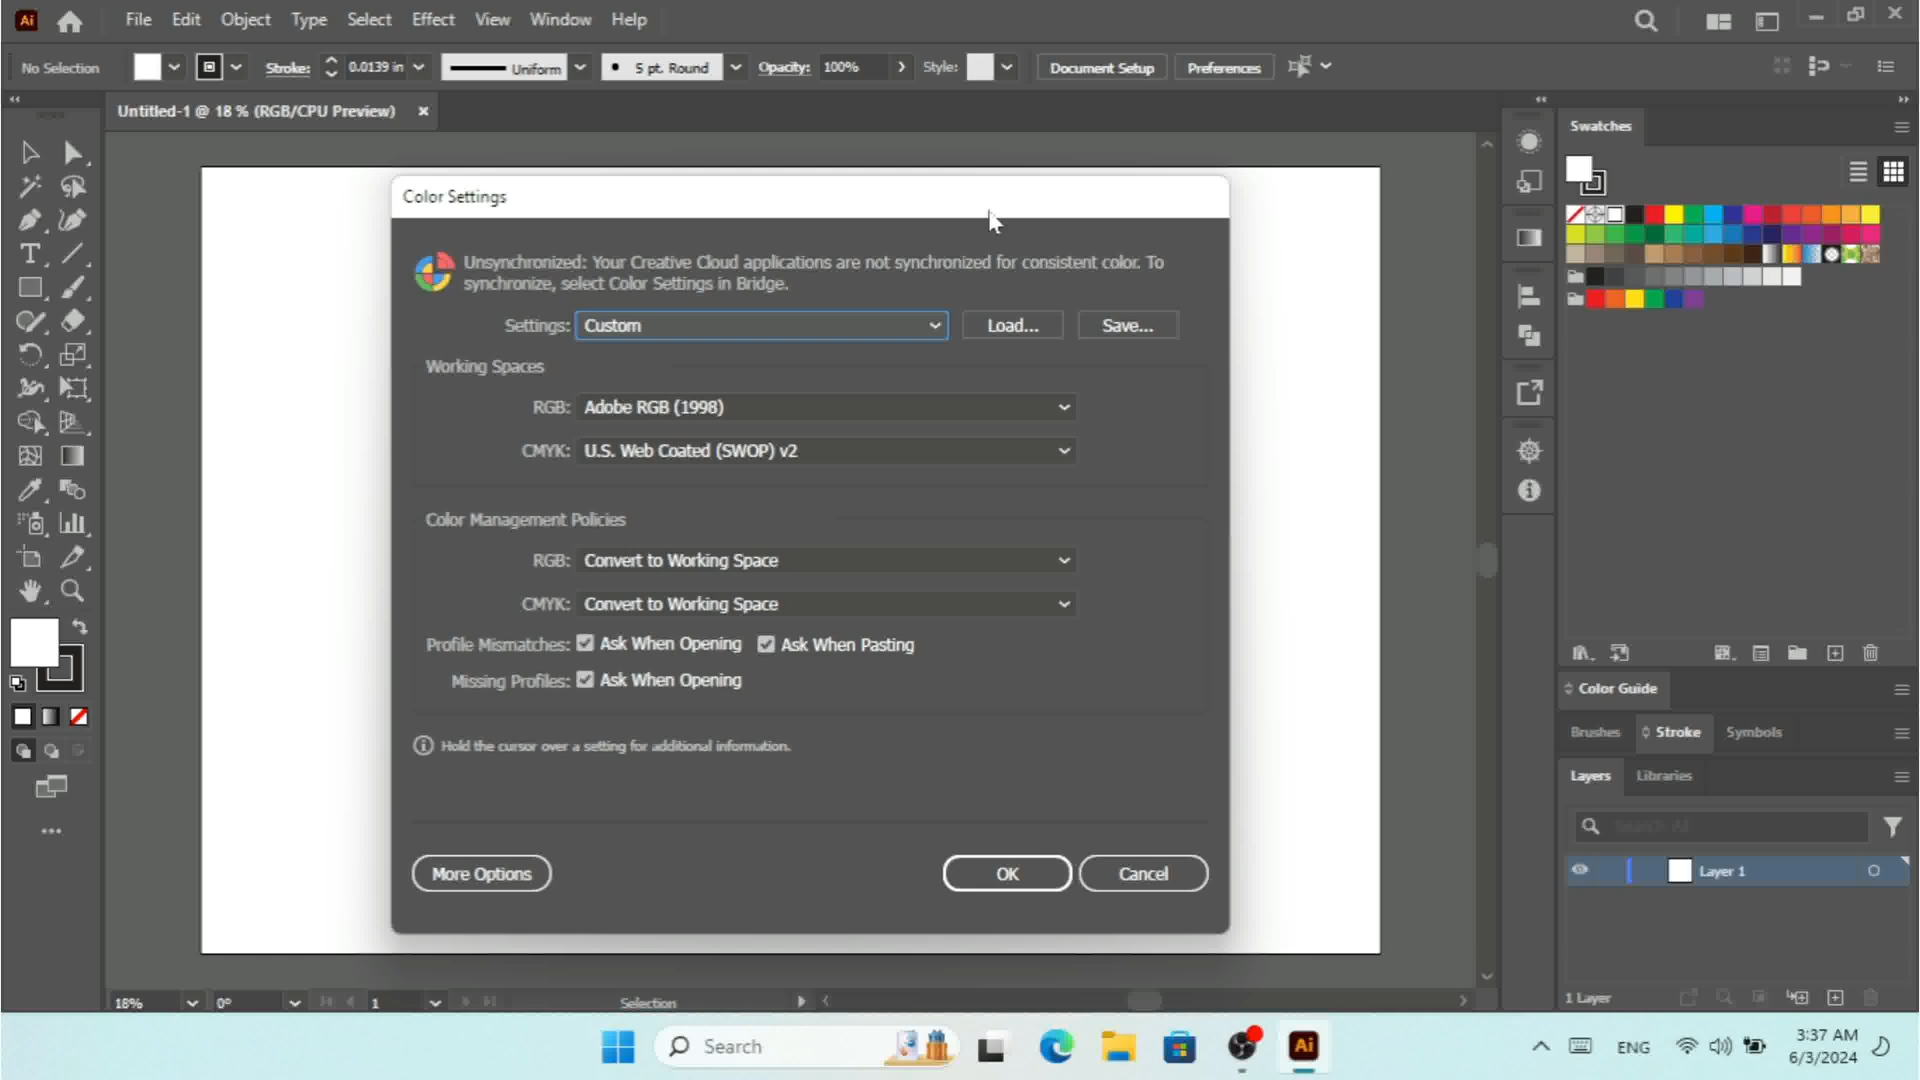 Ai File Edit Object Type Select Effect View Window Help
No Selection Stroke: 0.0139 in Uniform 5 pt. Round Opacity: 100% Style: Document Setup Preferences
Untitled-1 @ 18 % (RGB/CPU Preview)
Swatches
Color Settings
Unsynchronized: Your Creative Cloud applications are not synchronized for consistent color. To
synchronize, select Color Settings in Bridge.
Settings: Custom Load... Save...
Working Spaces
RGB: Adobe RGB (1998)
CMYK: U.S. Web Coated (SWOP) v2
Color Management Policies
RGB: Convert to Working Space
CMYK: Convert to Working Space
Profile Mismatches: Ask When Opening Ask When Pasting
Missing Profiles: Ask When Opening
Hold the cursor over a setting for additional information.
More Options OK Cancel
Color Guide
Brushes Stroke Symbols
Layers Libraries
Search All
Layer 1
1 Layer
18% 0° 1 Selection
Search Ai ENG 3:37 AM
6/3/2024